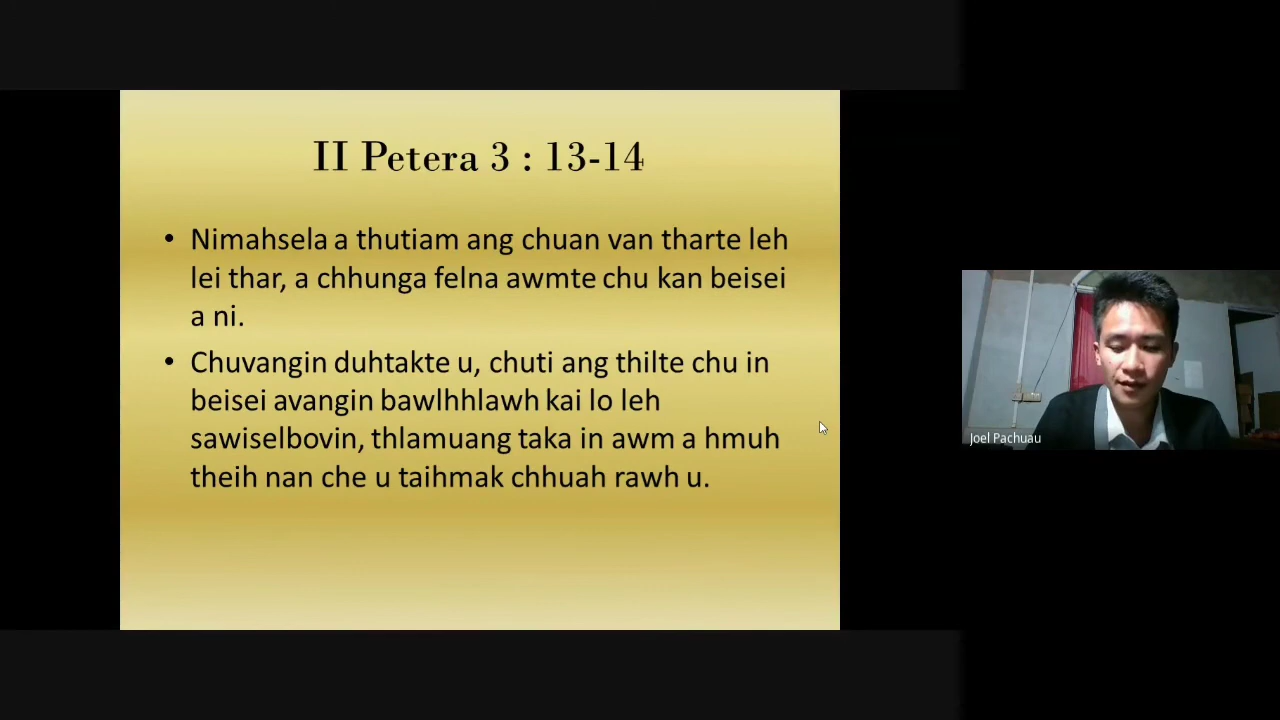 II Petera 3 : 13-14
• Nimahsela a thutiam ang chuan van tharte leh
lei thar, a chhunga felna awmte chu kan beisei
a ni.
• Chuvangin duhtakte u, chuti ang thilte chu in
beisei avangin bawlhhlawh kai lo leh
sawiselbovin, thlamuang taka in awm a hmuh
theih nan che u taihmak chhuah rawh u.
Joel Pachuau